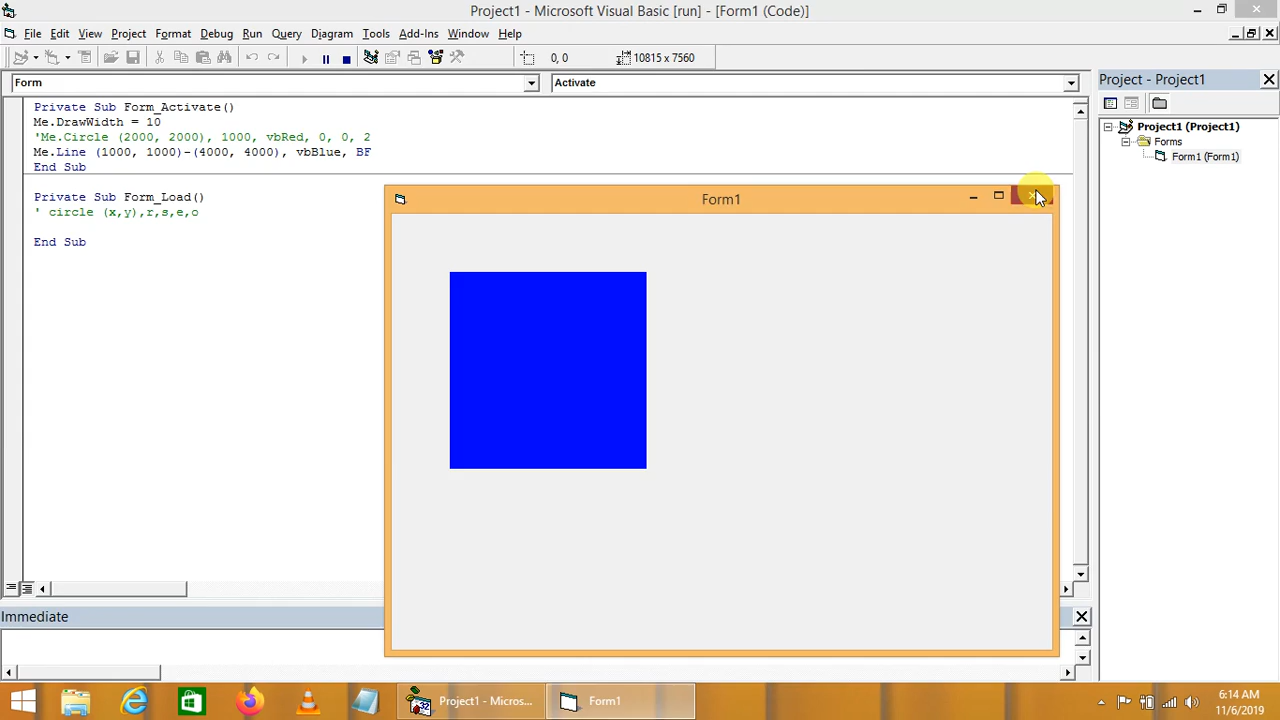 Project1 - Microsoft Visual Basic [run] - [Form1 (Code)]
File Edit View Project Format Debug Run Query Diagram Tools Add-Ins Window Help
0, 0 10815 x 7560
Form Activate
Project - Project1
Private Sub Form_Activate()
Me.DrawWidth = 10
'Me.Circle (2000, 2000), 1000, vbRed, 0, 0, 2
Me.Line (1000, 1000)-(4000, 4000), vbBlue, BF
End Sub
Private Sub Form_Load()
' circle (x,y),r,s,e,o
End Sub
Project1 (Project1)
Forms
Form1 (Form1)
Form1
Immediate
Project1 - Micros...
Form1
6:14 AM
11/6/2019